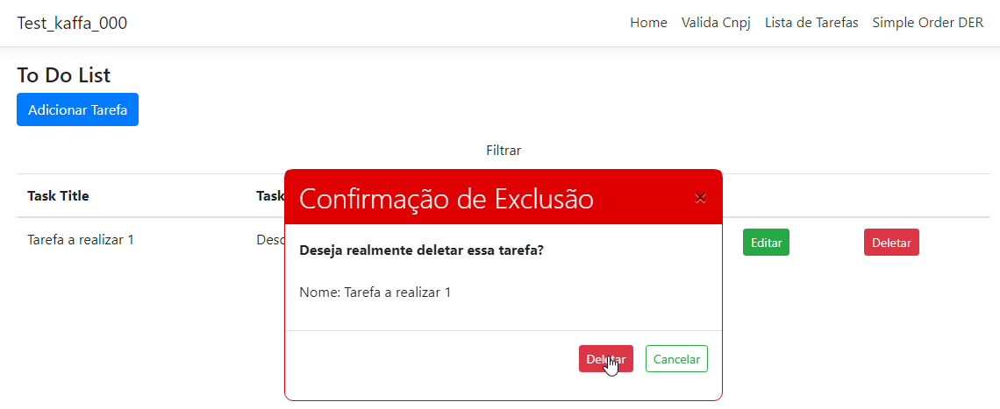 Test_kaffa_000 Home Valida Cnpj Lista de Tarefas Simple Order DER
To Do List
Adicionar Tarefa
Filtrar
Task Title Task
Confirmação de Exclusão ×
Tarefa a realizar 1 Desc Editar Deletar
Deseja realmente deletar essa tarefa?
Nome: Tarefa a realizar 1
Deletar Cancelar